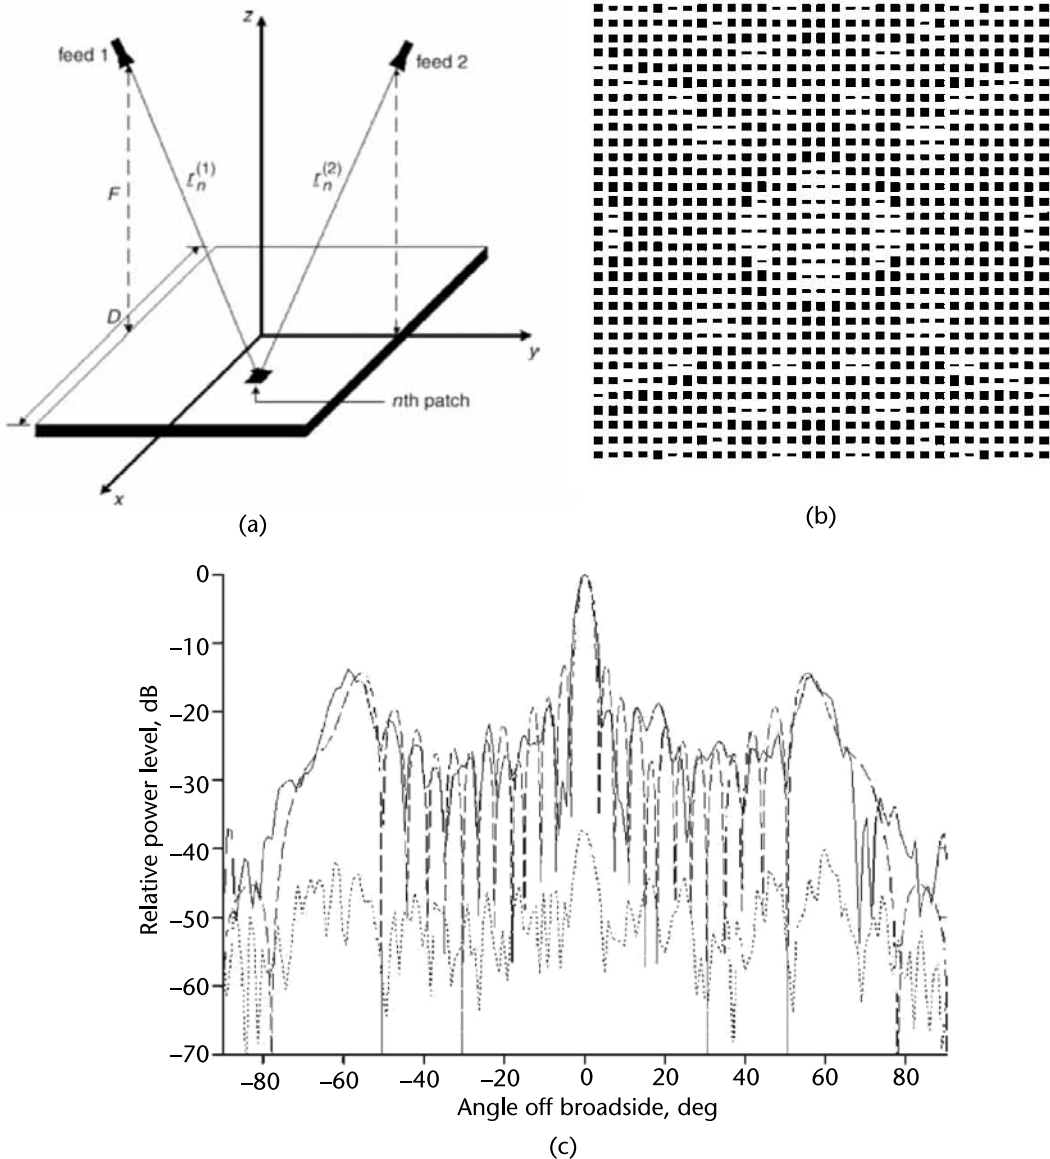 z
feed 1
feed 2
r_n^(1)
r_n^(2)
F
D
y
nth patch
x
(a)
(b)
0
−10
−20
−30
−40
−50
−60
−70
Relative power level, dB
−80
−60
−40
−20
0
20
40
60
80
Angle off broadside, deg
(c)